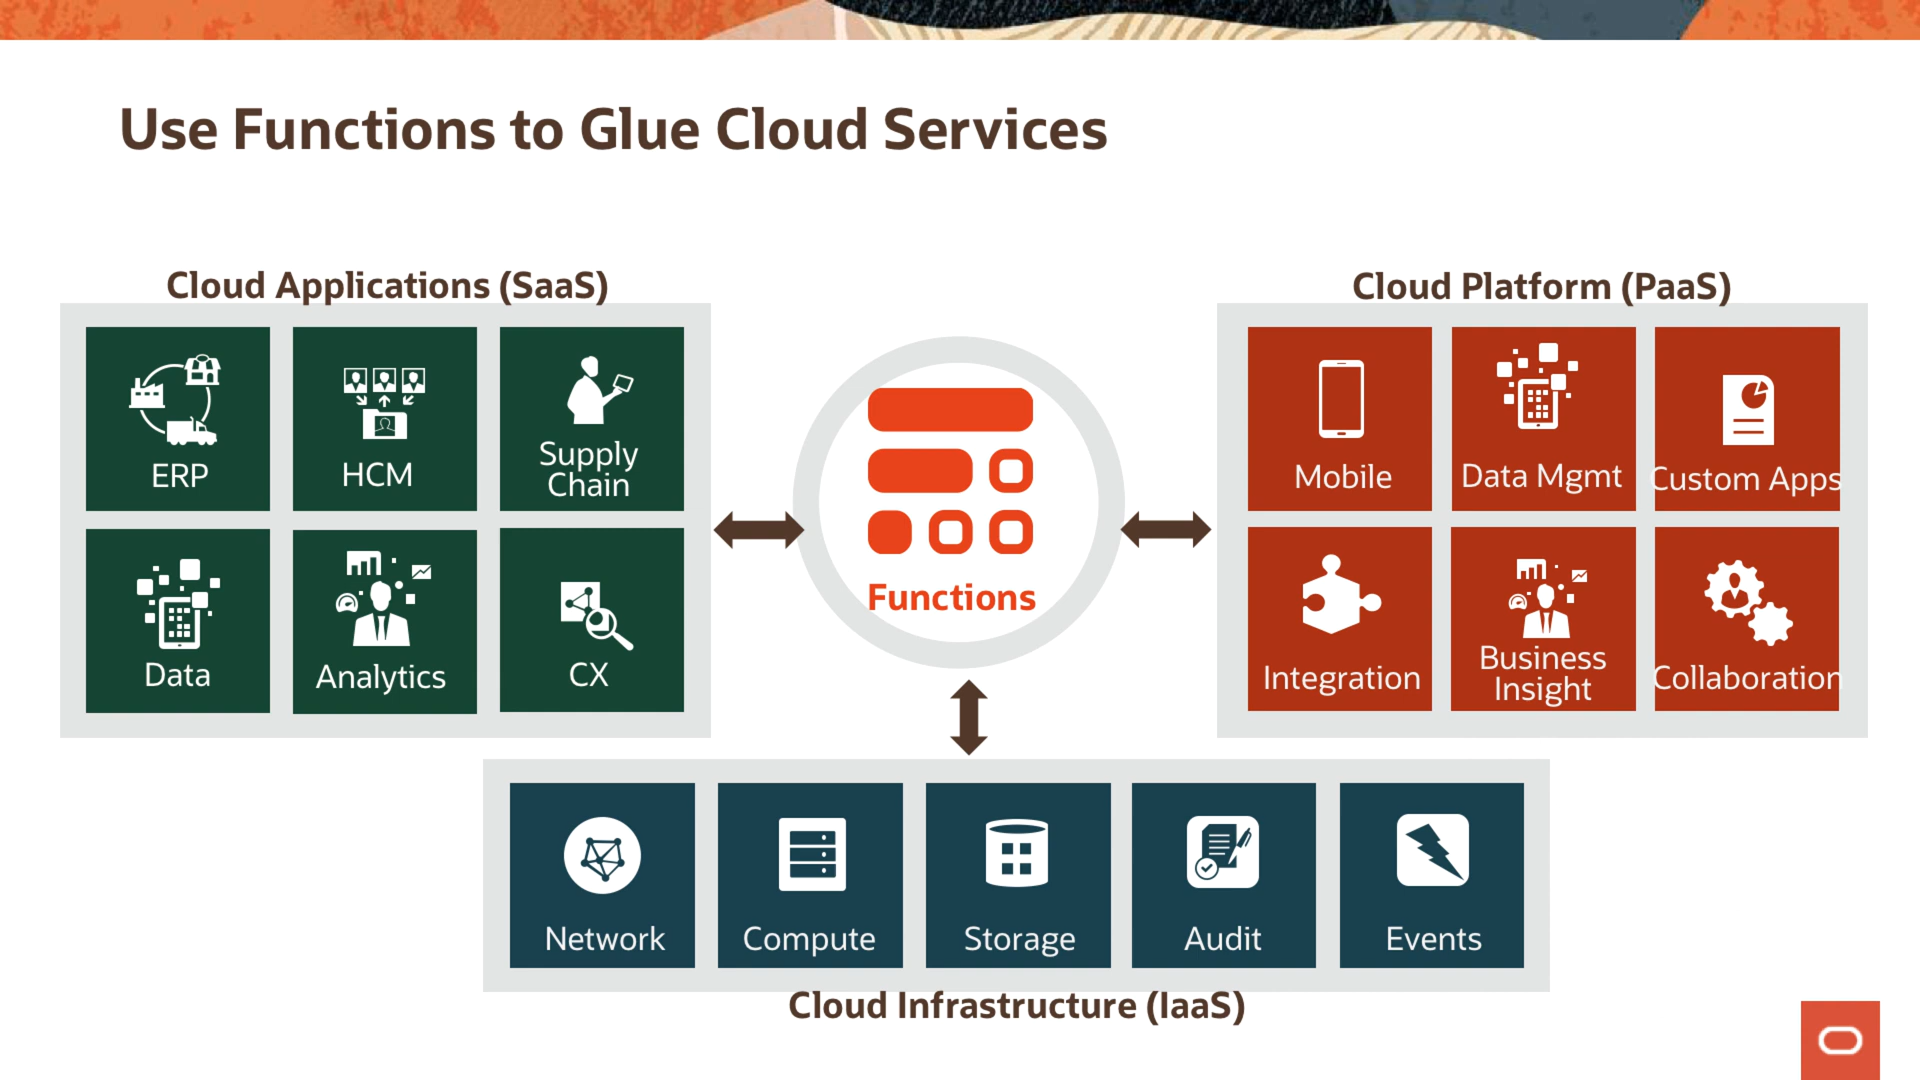 Use Functions to Glue Cloud Services
Cloud Applications (SaaS)
ERP
HCM
Supply
Chain
Data
Analytics
CX
Functions
Cloud Platform (PaaS)
Mobile
Data Mgmt
Custom Apps
Integration
Business
Insight
Collaboration
Network
Compute
Storage
Audit
Events
Cloud Infrastructure (IaaS)